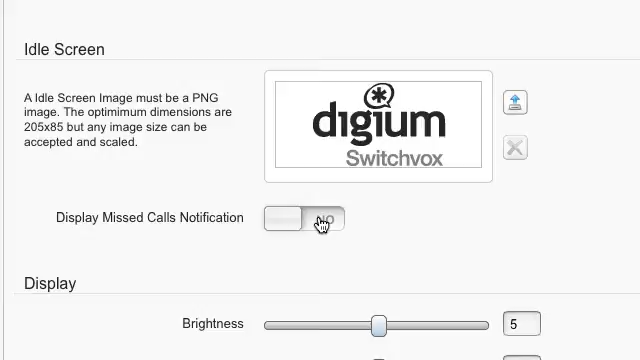 Idle Screen
A Idle Screen Image must be a PNG
image. The optimimum dimensions are
205x85 but any image size can be
accepted and scaled.
digium
Switchvox
Display Missed Calls Notification
NO
Display
Brightness
5